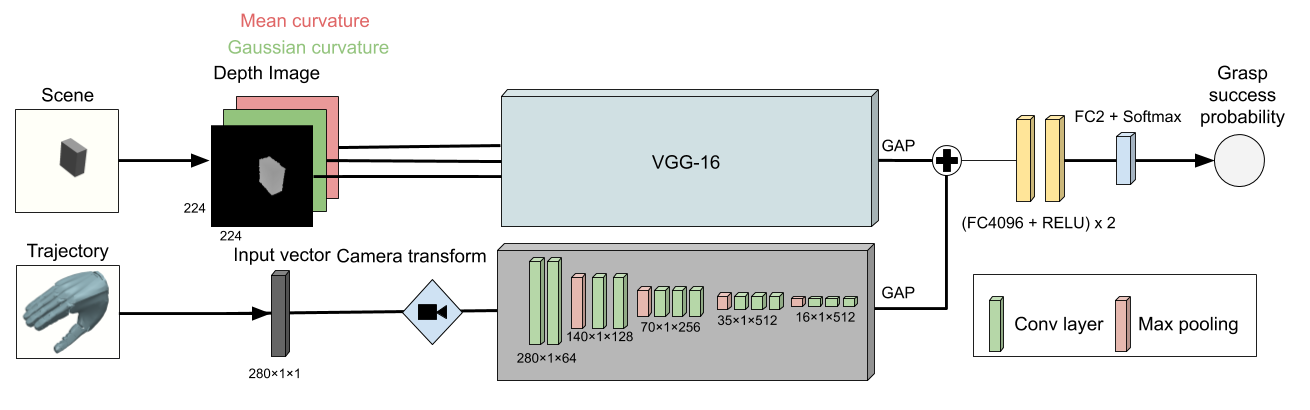 Mean curvature
Gaussian curvature
Depth Image
Scene
224
224
VGG-16
GAP
FC2 + Softmax
Grasp
success
probability
(FC4096 + RELU) x 2
Trajectory
Input vector
Camera transform
280×1×1
280×1×64
140×1×128
70×1×256
35×1×512
16×1×512
GAP
Conv layer
Max pooling